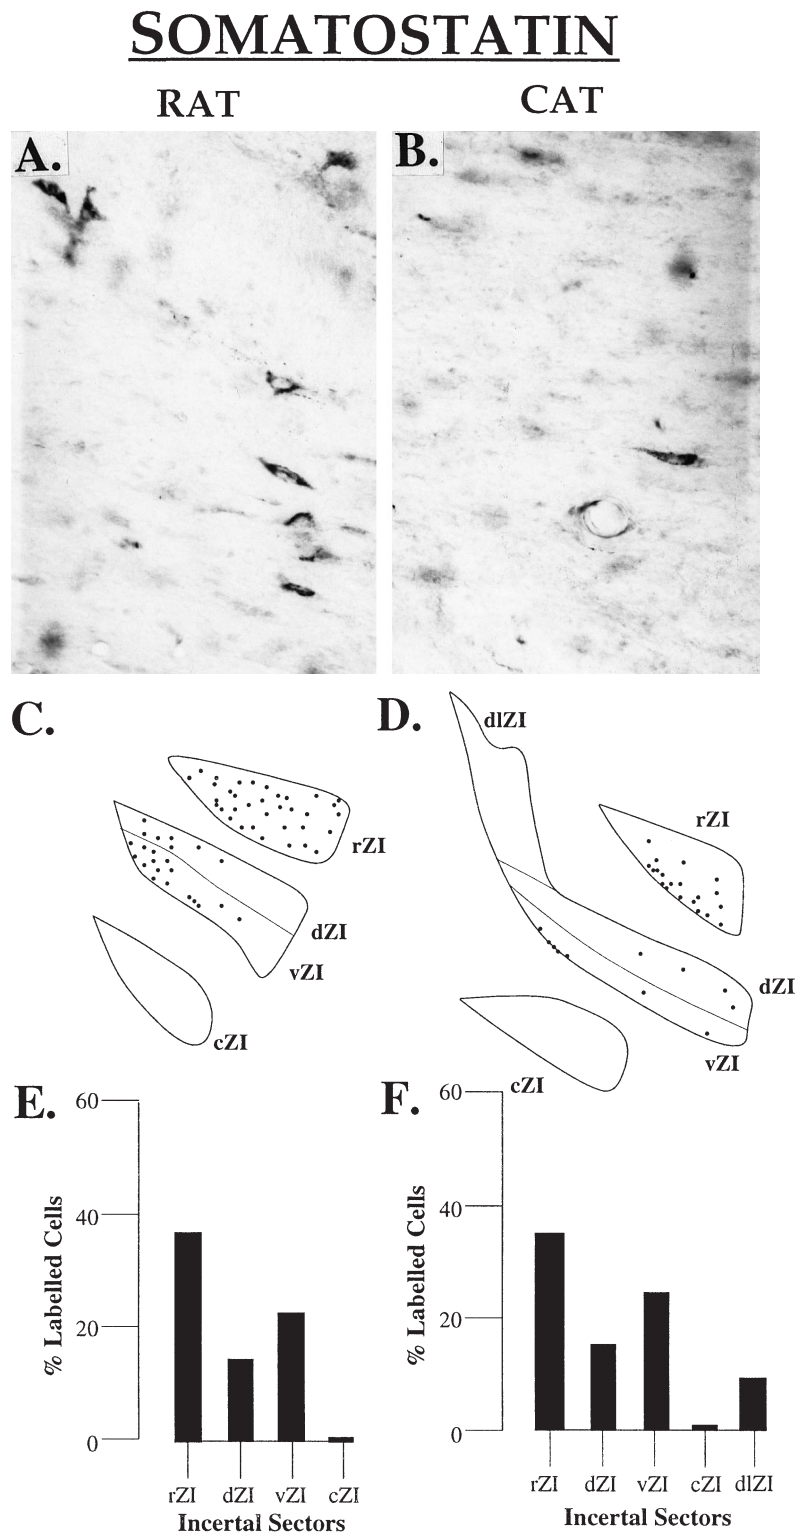 SOMATOSTATIN
RAT
CAT
A.
B.
C.
D.
dlZI
rZI
rZI
dZI
vZI
cZI
dZI
vZI
cZI
E.
60
40
20
0
% Labelled Cells
rZI dZI vZI cZI
Incertal Sectors
F.
60
40
20
0
% Labelled Cells
rZI dZI vZI cZI dlZI
Incertal Sectors